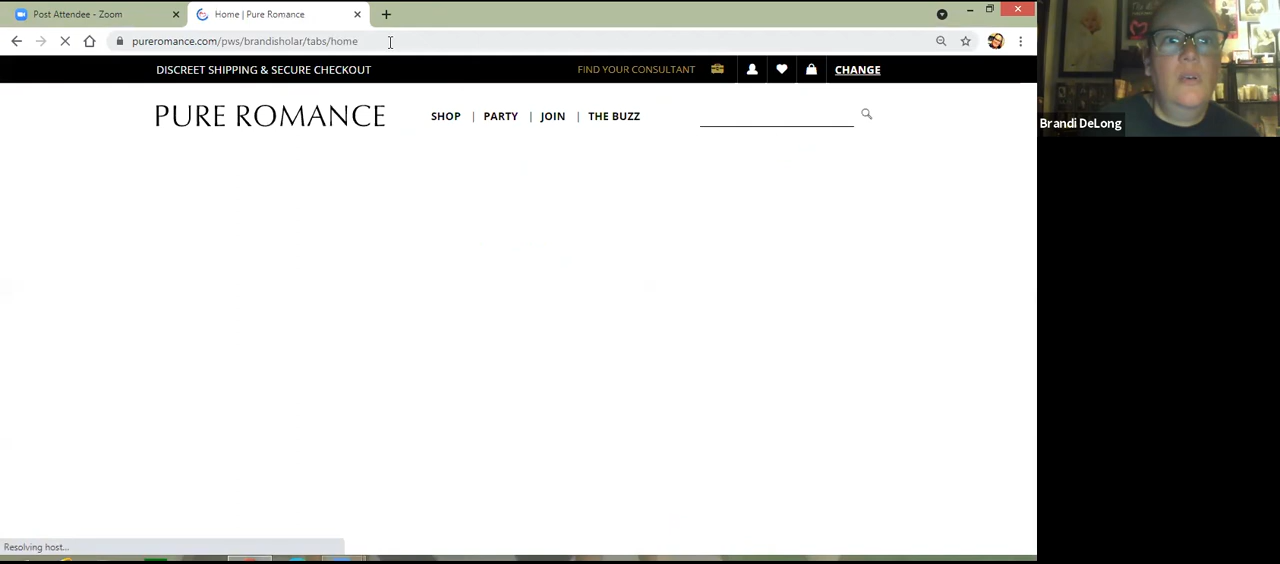 Post Attendee - Zoom
Home | Pure Romance
pureromance.com/pws/brandisholar/tabs/home
DISCREET SHIPPING & SECURE CHECKOUT
FIND YOUR CONSULTANT
CHANGE
PURE ROMANCE
SHOP | PARTY | JOIN | THE BUZZ
Brandi DeLong
Resolving host...